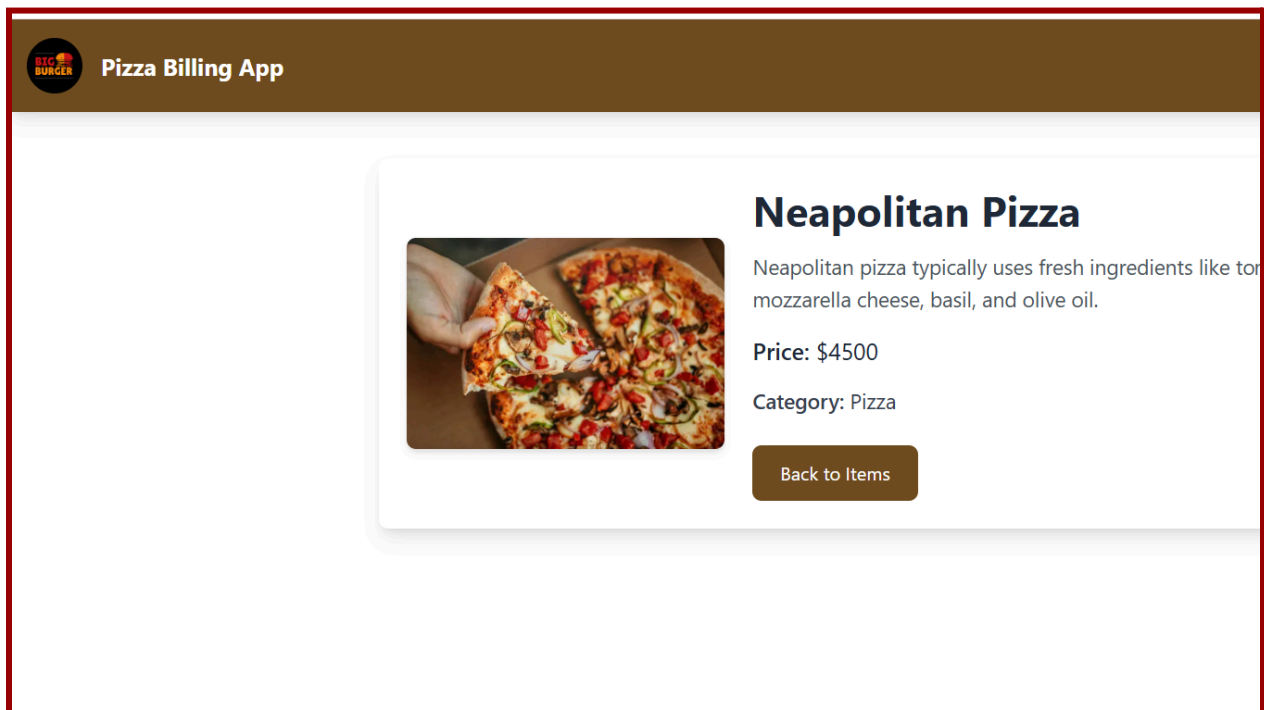 BIG
BURGER
Pizza Billing App
Neapolitan Pizza
Neapolitan pizza typically uses fresh ingredients like
mozzarella cheese, basil, and olive oil.
Price: $4500
Category: Pizza
Back to Items